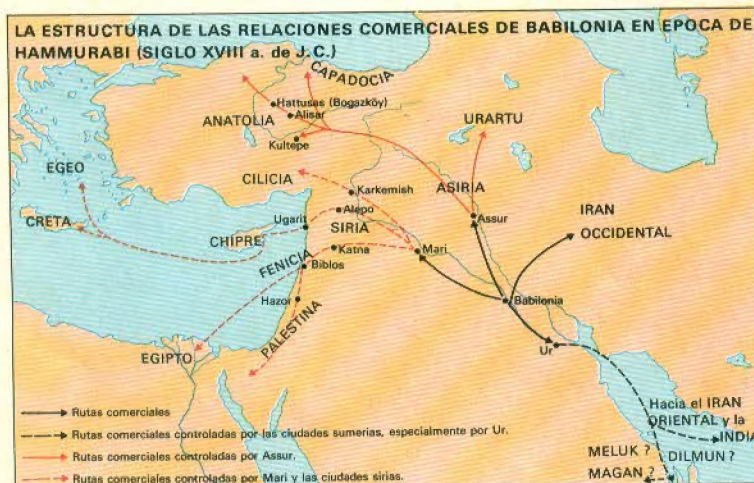 LA ESTRUCTURA DE LAS RELACIONES COMERCIALES DE BABILONIA EN EPOCA DE
HAMMURABI (SIGLO XVIII a. de J.C.)
CAPADOCIA
Hattusas (Bogazköy)
Alisar
ANATOLIA
URARTU
Kultepe
EGEO
CILICIA
Karkemish
ASIRIA
CRETA
Alepo
Assur
IRAN
OCCIDENTAL
Ugarit
SIRIA
CHIPRE
Katna
Mari
FENICIA
Biblos
Hazor
Babilonia
PALESTINA
EGIPTO
Ur
Rutas comerciales
Hacia el IRAN
ORIENTAL y la
INDIA
Rutas comerciales controladas por las ciudades sumerias, especialmente por Ur.
Rutas comerciales controladas por Assur.
MELUK ?
DILMUN ?
Rutas comerciales controladas por Mari y las ciudades sirias.
MAGAN ?